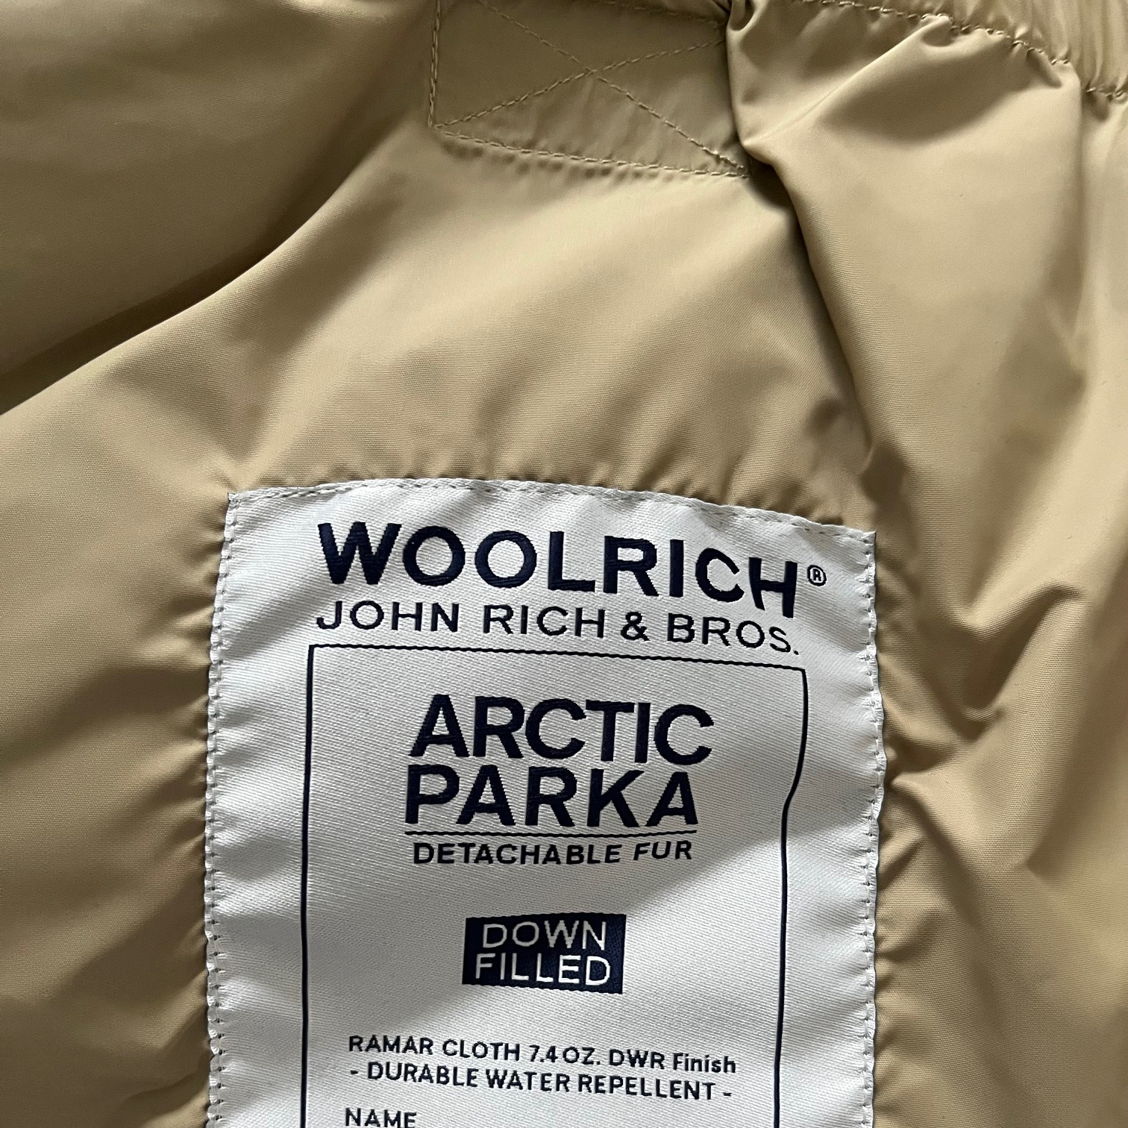 WOOLRICH®
JOHN RICH & BROS.
ARCTIC
PARKA
DETACHABLE FUR
DOWN
FILLED
RAMAR CLOTH 7.4 OZ. DWR Finish
- DURABLE WATER REPELLENT -
NAME